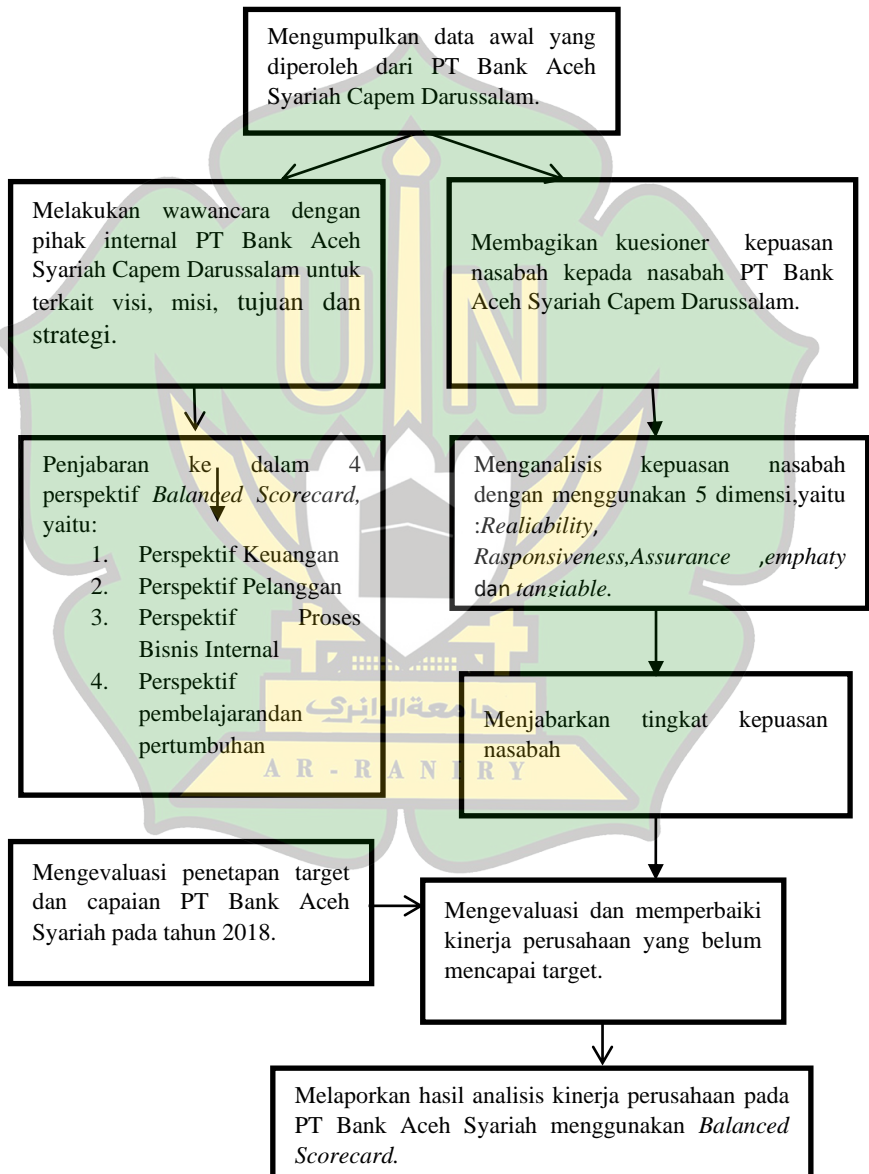 Mengumpulkan data awal yang
diperoleh dari PT Bank Aceh
Syariah Capem Darussalam.
Melakukan wawancara dengan
pihak internal PT Bank Aceh
Syariah Capem Darussalam untuk
terkait visi, misi, tujuan dan
strategi.
Membagikan kuesioner kepuasan
nasabah kepada nasabah PT Bank
Aceh Syariah Capem Darussalam.
U N
Penjabaran ke dalam 4
perspektif Balanced Scorecard,
yaitu:
1. Perspektif Keuangan
2. Perspektif Pelanggan
3. Perspektif Proses
Bisnis Internal
4. Perspektif
pembelajarandan
pertumbuhan
Menganalisis kepuasan nasabah
dengan menggunakan 5 dimensi,yaitu
:Realiability,
Rasponsiveness,Assurance ,emphaty
dan tangiable.
Menjabarkan tingkat kepuasan
nasabah
جامعة الرانري
AR-RANIRY
Mengevaluasi penetapan target
dan capaian PT Bank Aceh
Syariah pada tahun 2018.
Mengevaluasi dan memperbaiki
kinerja perusahaan yang belum
mencapai target.
Melaporkan hasil analisis kinerja perusahaan pada
PT Bank Aceh Syariah menggunakan Balanced
Scorecard.